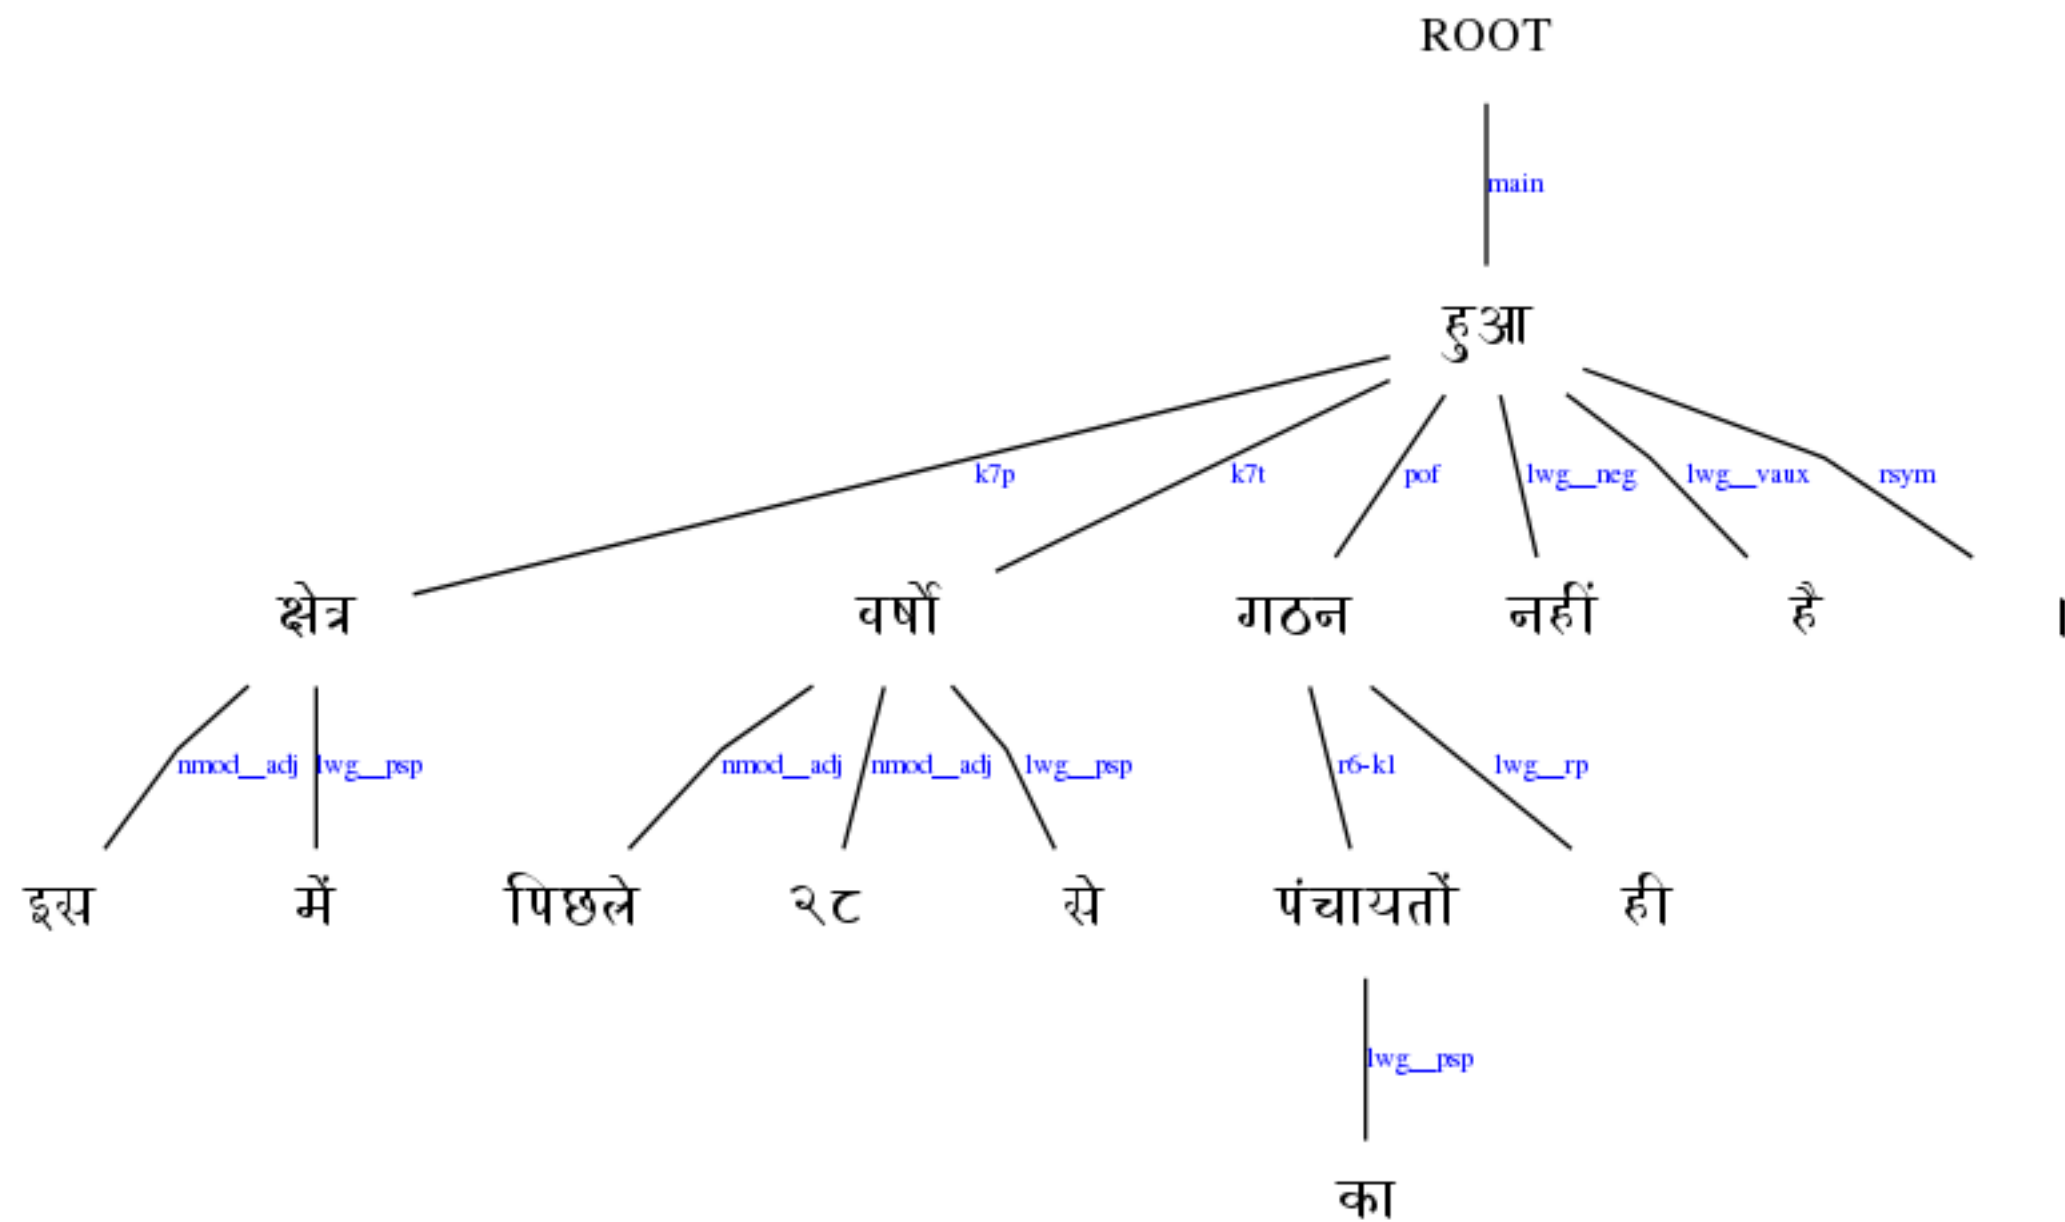 ROOT
main
हुआ
k7p k7t pof lwg__neg lwg__vaux rsym
क्षेत्र वर्षों गठन नहीं है ।
nmod__adj lwg__psp nmod__adj nmod__adj lwg__psp r6-k1 lwg__rp
इस में पिछले २८ से पंचायतों ही
lwg__psp
का